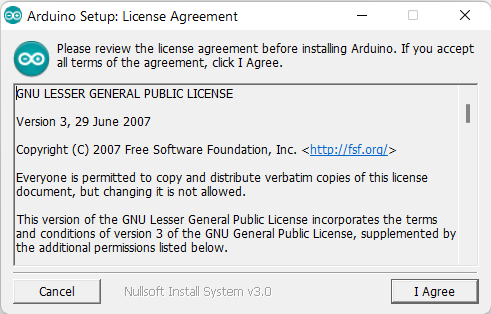 Arduino Setup: License Agreement
Please review the license agreement before installing Arduino. If you accept
all terms of the agreement, click I Agree.
GNU LESSER GENERAL PUBLIC LICENSE
Version 3, 29 June 2007
Copyright (C) 2007 Free Software Foundation, Inc. <http://fsf.org/>
Everyone is permitted to copy and distribute verbatim copies of this license
document, but changing it is not allowed.
This version of the GNU Lesser General Public License incorporates the terms
and conditions of version 3 of the GNU General Public License, supplemented by
the additional permissions listed below.
Cancel
Nullsoft Install System v3.0
I Agree